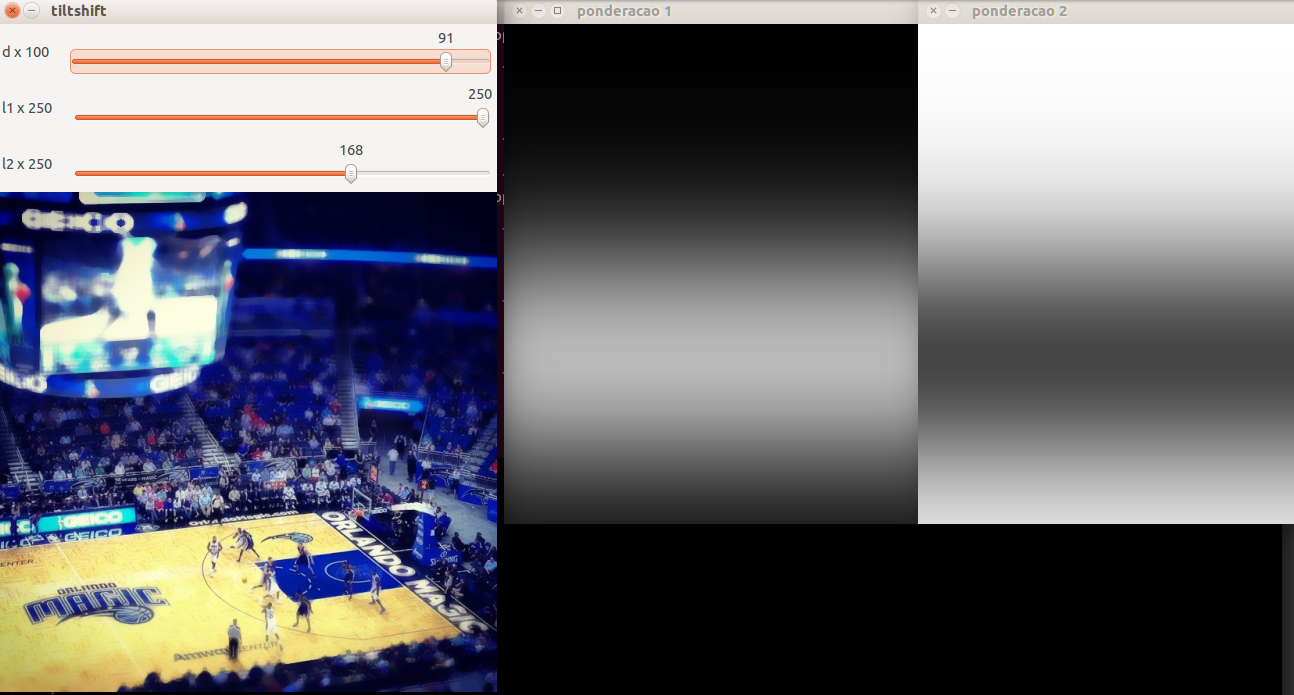 tiltshift
ponderacao 1
ponderacao 2
d x 100
91
l1 x 250
250
l2 x 250
168
GEICO
GEICO
GEICO
ORLANDO MAGIC
ORLANDO
MAGIC
AMWAY CENTER